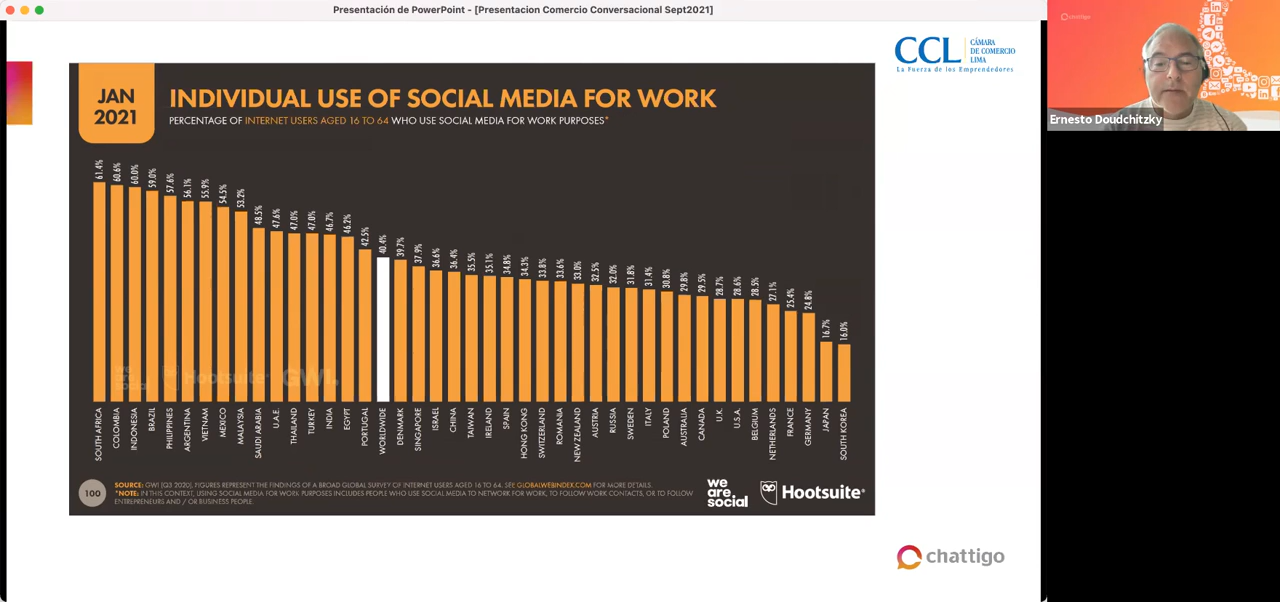 Presentación de PowerPoint - [Presentacion Comercio Conversacional Sept2021]
chattigo
Ernesto Doudchitzky
CCL
CÁMARA
DE COMERCIO
LIMA
La Fuerza de los Emprendedores
JAN
2021
INDIVIDUAL USE OF SOCIAL MEDIA FOR WORK
PERCENTAGE OF INTERNET USERS AGED 16 TO 64 WHO USE SOCIAL MEDIA FOR WORK PURPOSES*
61.4%
60.6%
60.0%
59.0%
57.6%
56.1%
55.9%
54.5%
53.2%
48.5%
47.6%
47.0%
47.0%
46.7%
46.2%
42.5%
40.4%
39.7%
37.9%
36.6%
36.4%
35.5%
35.1%
34.8%
34.3%
33.8%
33.6%
33.0%
32.5%
32.0%
31.8%
31.4%
30.8%
29.8%
29.5%
28.7%
28.6%
28.5%
27.1%
25.4%
24.8%
16.7%
16.0%
we
are
social
Hootsuite
GWI.
SOUTH AFRICA
COLOMBIA
INDONESIA
BRAZIL
PHILIPPINES
ARGENTINA
VIETNAM
MEXICO
MALAYSIA
SAUDI ARABIA
U.A.E.
THAILAND
TURKEY
INDIA
EGYPT
PORTUGAL
WORLDWIDE
DENMARK
SINGAPORE
ISRAEL
CHINA
TAIWAN
IRELAND
SPAIN
HONG KONG
SWITZERLAND
ROMANIA
NEW ZEALAND
AUSTRIA
RUSSIA
SWEDEN
ITALY
POLAND
AUSTRALIA
CANADA
U.K.
U.S.A.
BELGIUM
NETHERLANDS
FRANCE
GERMANY
JAPAN
SOUTH KOREA
100
SOURCE: GWI (Q3 2020). FIGURES REPRESENT THE FINDINGS OF A BROAD GLOBAL SURVEY OF INTERNET USERS AGED 16 TO 64. SEE GLOBALWEBINDEX.COM FOR MORE DETAILS.
*NOTE: IN THIS CONTEXT, USING SOCIAL MEDIA FOR WORK PURPOSES INCLUDES PEOPLE WHO USE SOCIAL MEDIA TO NETWORK FOR WORK, TO FOLLOW WORK CONTACTS, OR TO FOLLOW
ENTREPRENEURS AND / OR BUSINESS PEOPLE.
we
are
social
Hootsuite
chattigo